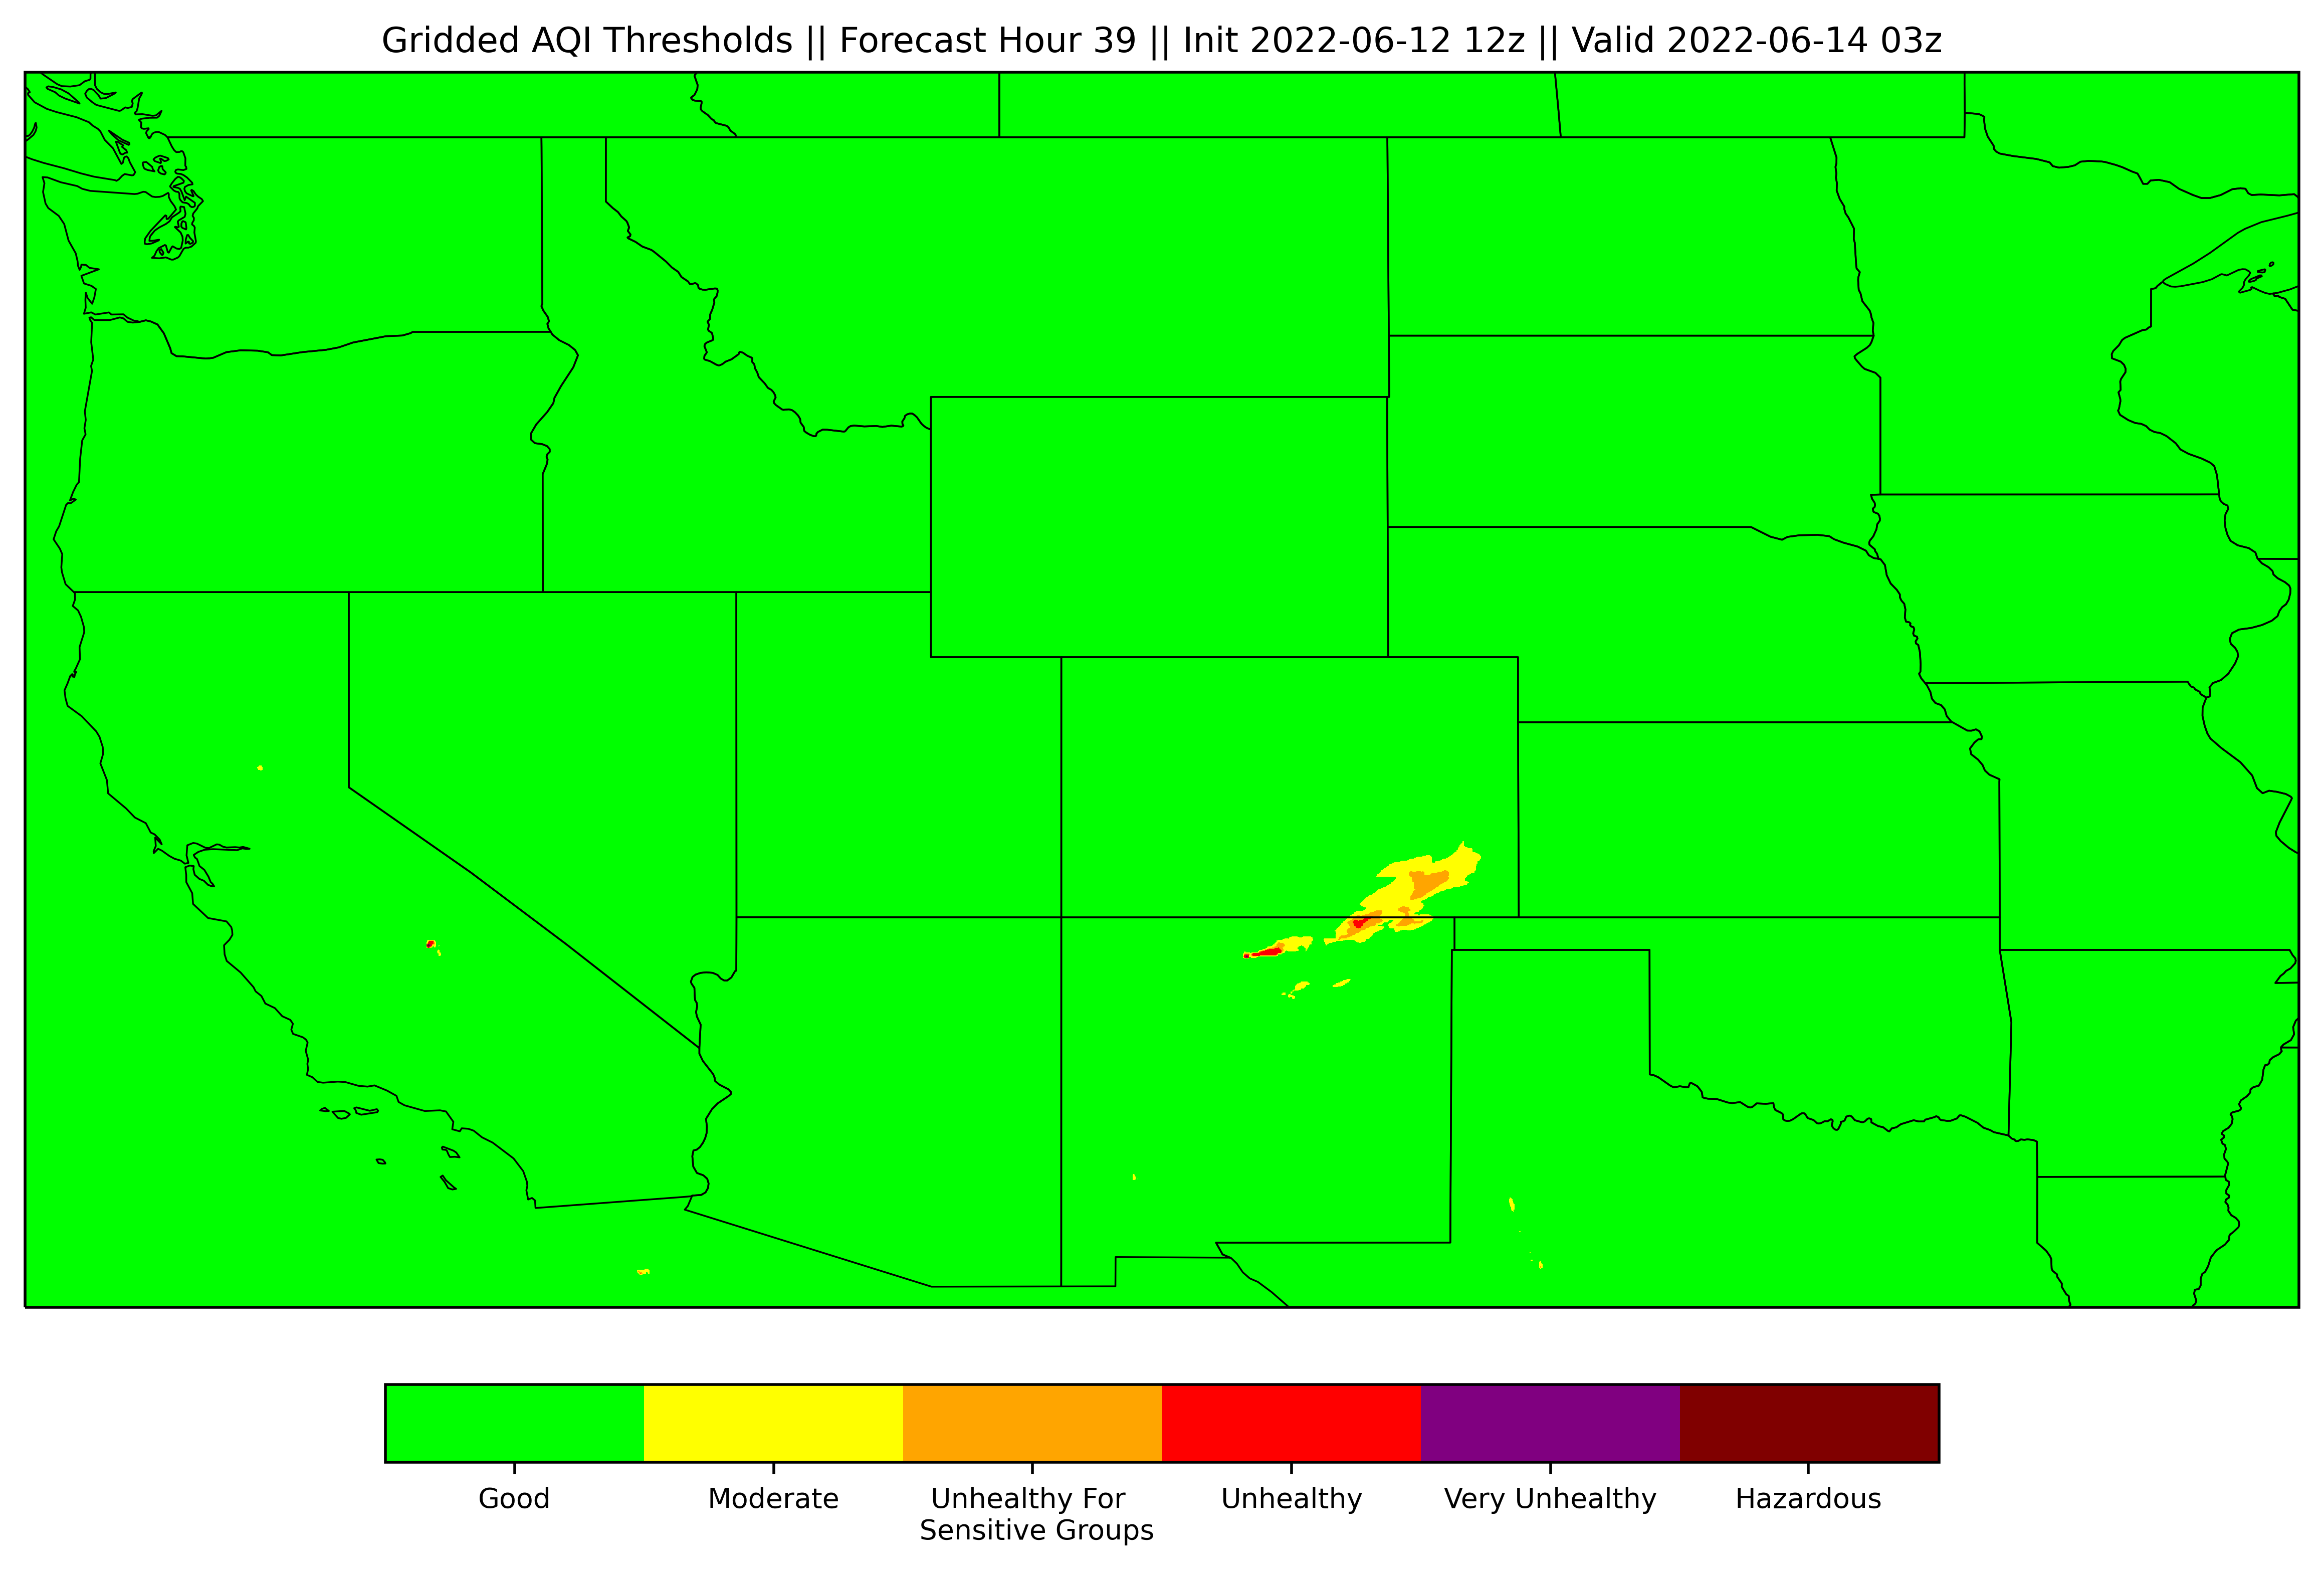 Gridded AQI Thresholds || Forecast Hour 39 || Init 2022-06-12 12z || Valid 2022-06-14 03z
Good
Moderate
Unhealthy For
Sensitive Groups
Unhealthy
Very Unhealthy
Hazardous